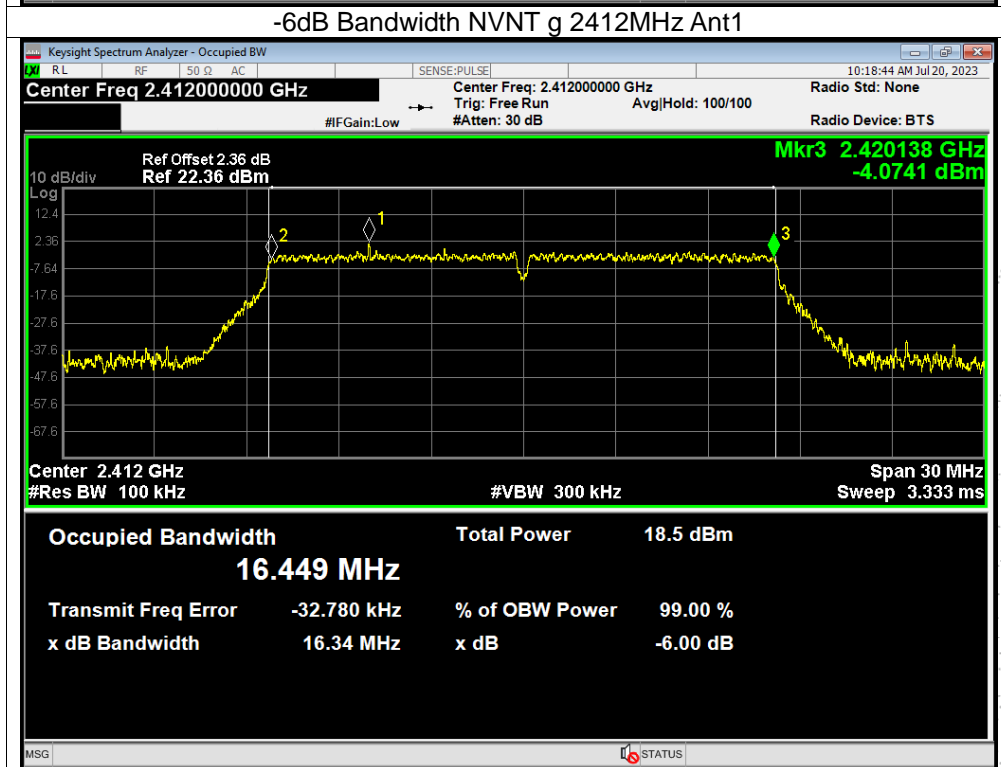 -6dB Bandwidth NVNT g 2412MHz Ant1
Keysight Spectrum Analyzer - Occupied BW
LXI RL RF 50 Ω AC SENSE:PULSE 10:18:44 AM Jul 20, 2023
Center Freq 2.412000000 GHz Center Freq: 2.412000000 GHz Radio Std: None
Trig: Free Run Avg|Hold: 100/100
#IFGain:Low #Atten: 30 dB Radio Device: BTS
Ref Offset 2.36 dB Mkr3 2.420138 GHz
10 dB/div Ref 22.36 dBm -4.0741 dBm
Log
12.4
1
2 3
2.36
-7.64
-17.6
-27.6
-37.6
-47.6
-57.6
-67.6
Center 2.412 GHz Span 30 MHz
#Res BW 100 kHz #VBW 300 kHz Sweep 3.333 ms
Occupied Bandwidth Total Power 18.5 dBm
16.449 MHz
Transmit Freq Error -32.780 kHz % of OBW Power 99.00 %
x dB Bandwidth 16.34 MHz x dB -6.00 dB
MSG STATUS